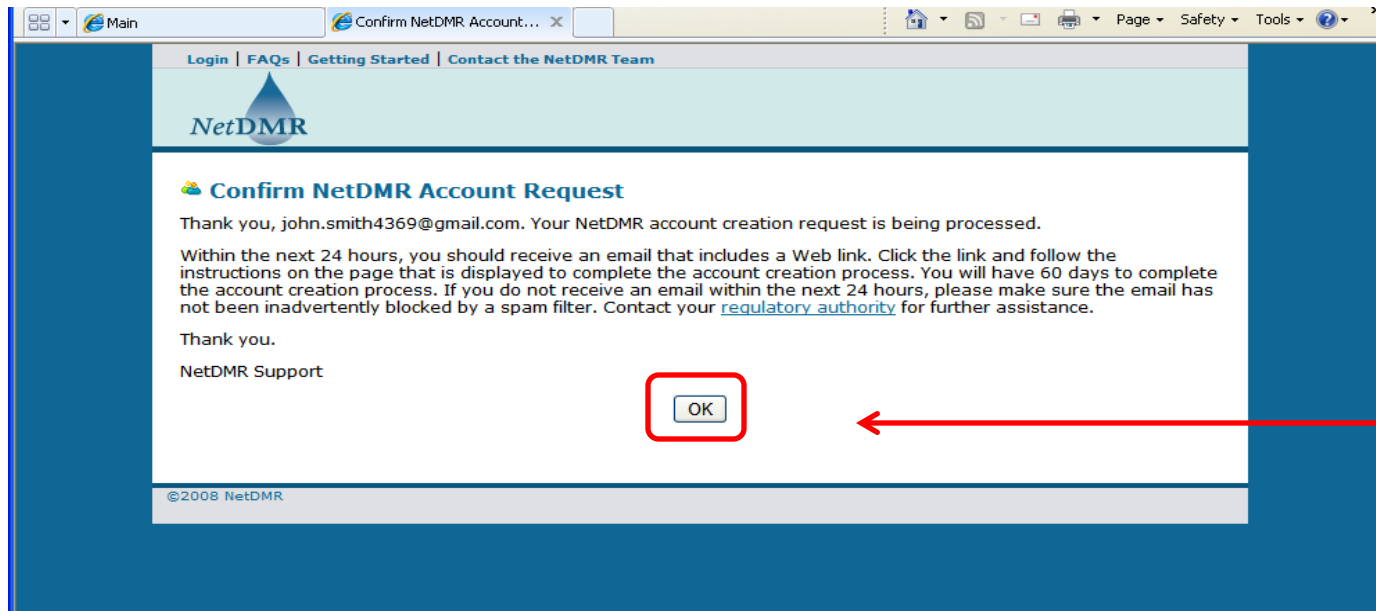 Main
Confirm NetDMR Account...
Page
Safety
Tools
Login | FAQs | Getting Started | Contact the NetDMR Team
NetDMR
Confirm NetDMR Account Request
Thank you, john.smith4369@gmail.com. Your NetDMR account creation request is being processed.
Within the next 24 hours, you should receive an email that includes a Web link. Click the link and follow the
instructions on the page that is displayed to complete the account creation process. You will have 60 days to complete
the account creation process. If you do not receive an email within the next 24 hours, please make sure the email has
not been inadvertently blocked by a spam filter. Contact your regulatory authority for further assistance.
Thank you.
NetDMR Support
OK
©2008 NetDMR